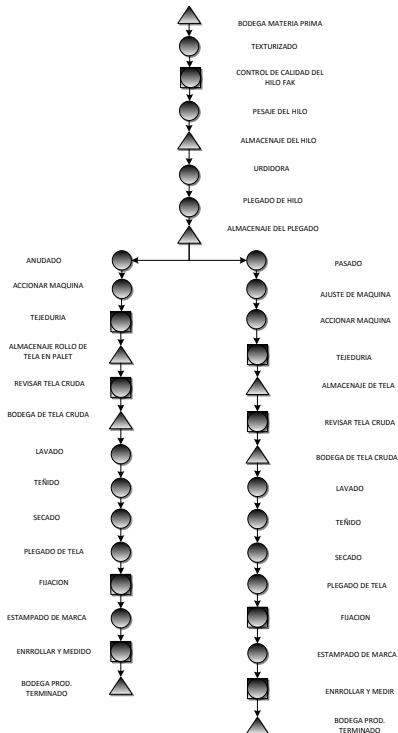 BODEGA MATERIA PRIMA
TEXTURIZADO
CONTROL DE CALIDAD DEL
HILO FAK
PESAJE DEL HILO
ALMACENAJE DEL HILO
URDIDORA
PLEGADO DE HILO
ALMACENAJE DEL PLEGADO
ANUDADO
ACCIONAR MAQUINA
TEJEDURIA
ALMACENAJE ROLLO DE
TELA EN PALET
REVISAR TELA CRUDA
BODEGA DE TELA CRUDA
LAVADO
TEÑIDO
SECADO
PLEGADO DE TELA
FIJACION
ESTAMPADO DE MARCA
ENRROLLAR Y MEDIDO
BODEGA PROD.
TERMINADO
PASADO
AJUSTE DE MAQUINA
ACCIONAR MAQUINA
TEJEDURIA
ALMACENAJE DE TELA
REVISAR TELA CRUDA
BODEGA DE TELA CRUDA
LAVADO
TEÑIDO
SECADO
PLEGADO DE TELA
FIJACION
ESTAMPADO DE MARCA
ENRROLLAR Y MEDIR
BODEGA PROD.
TERMINADO